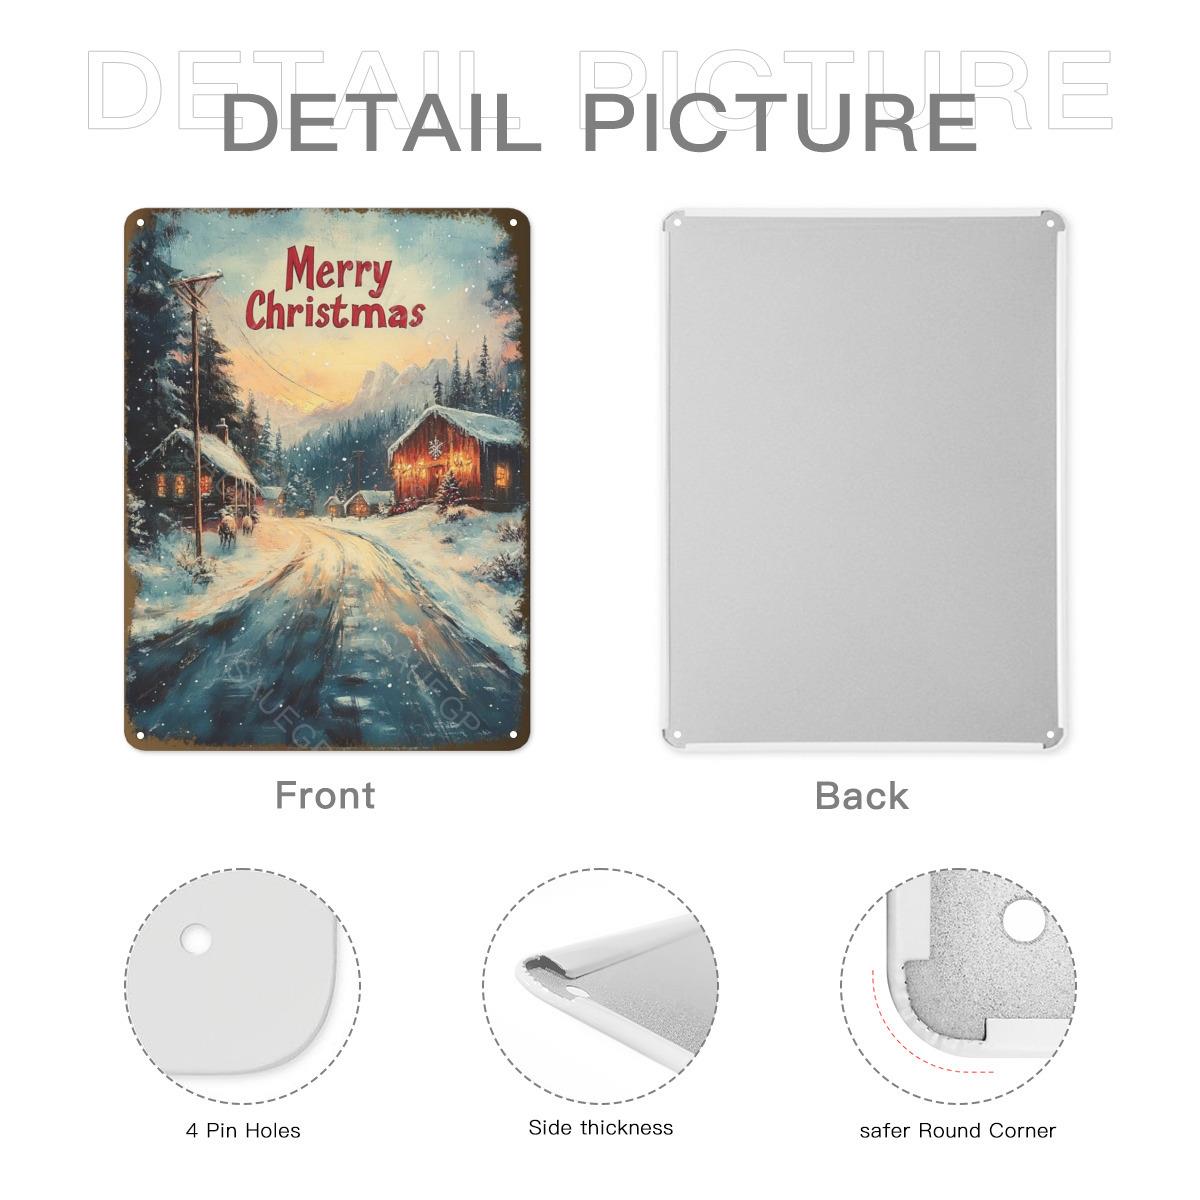 DETAIL PICTURE
DETAIL PICTURE
Merry
Christmas
Front
Back
4 Pin Holes
Side thickness
safer Round Corner